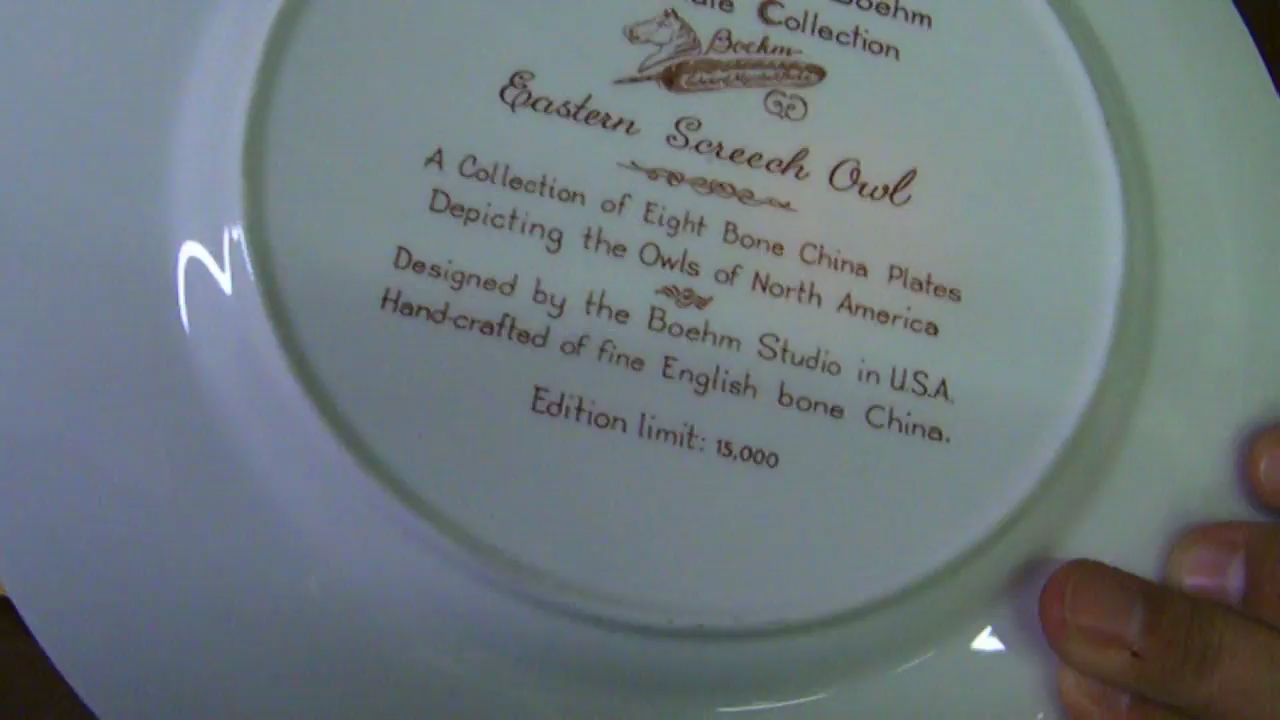 Boehm
Collection
Boehm
Eastern Screech Owl
A Collection of Eight Bone China Plates
Depicting the Owls of North America
Designed by the Boehm Studio in U.S.A.
Hand-crafted of fine English bone China.
Edition limit: 15,000